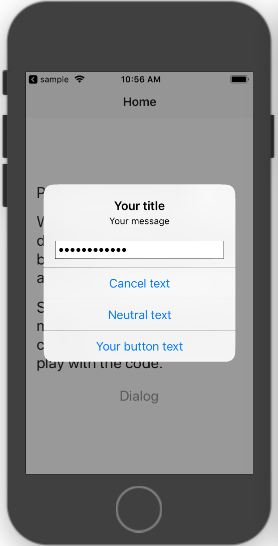 sample 10:56 AM
Home
Your title
Your message
••••••••••••
Cancel text
Neutral text
Your button text
play with the code.
Dialog